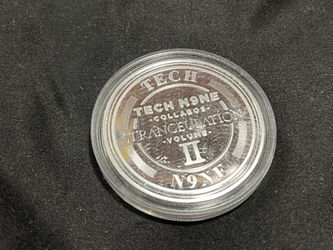 TECH
TECH N9NE
-COLLABOS-
STRANGEULATION
-VOLUME-
II
N9NE